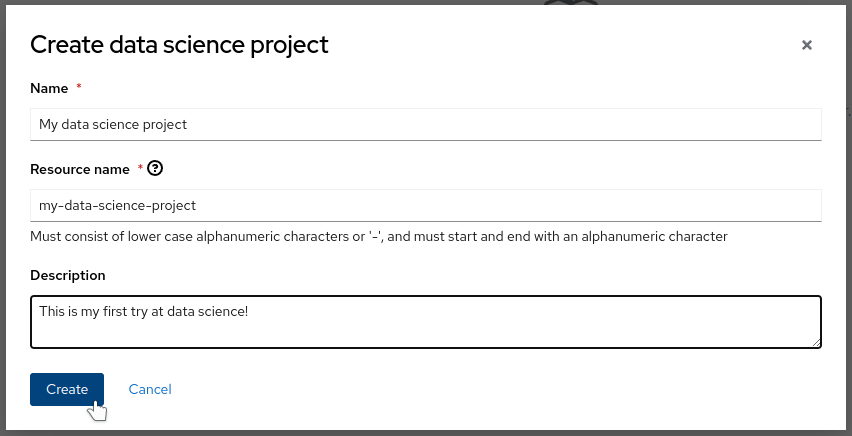 Create data science project
Name *
My data science project
Resource name *
my-data-science-project
Must consist of lower case alphanumeric characters or '-', and must start and end with an alphanumeric character
Description
This is my first try at data science!
Create Cancel